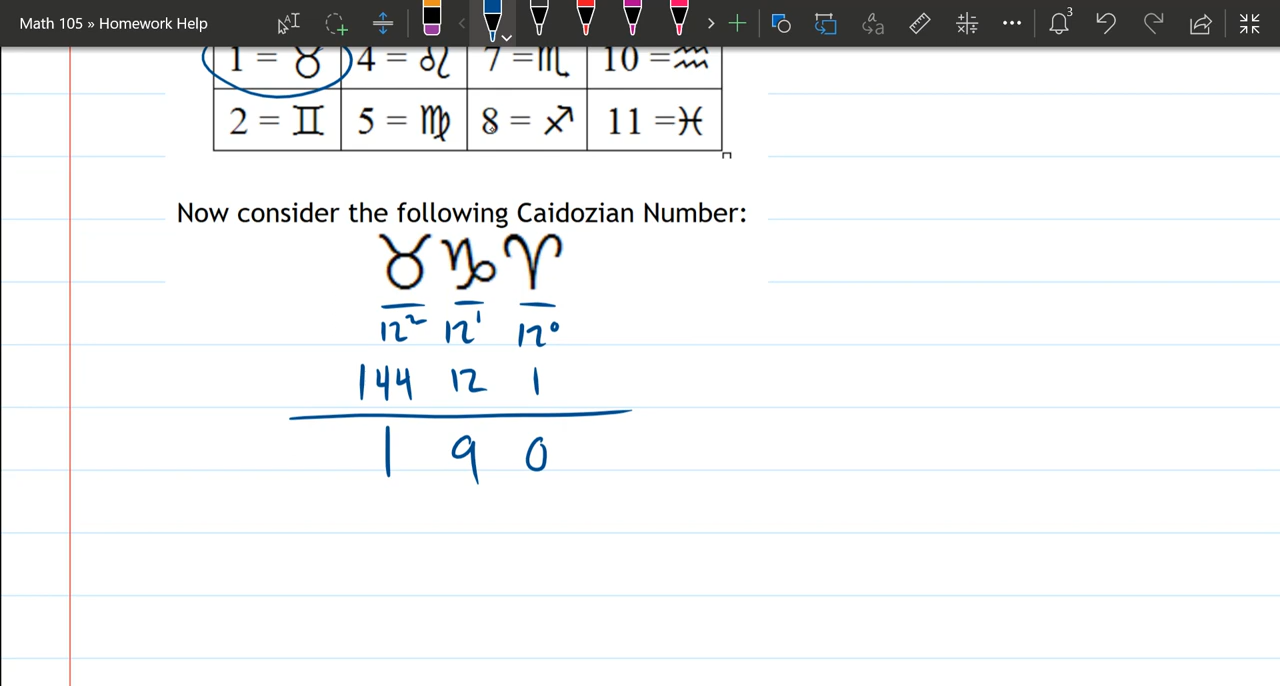 Math 105 » Homework Help
3
1 = ♉ 4 = ♌ 7 =♏ 10 =♒
2 = ♊ 5 = ♍ 8 = ♐ 11 =♓
Now consider the following Caidozian Number:
♉ ♑ ♈
12² 12¹ 12⁰
144 12 1
1 9 0